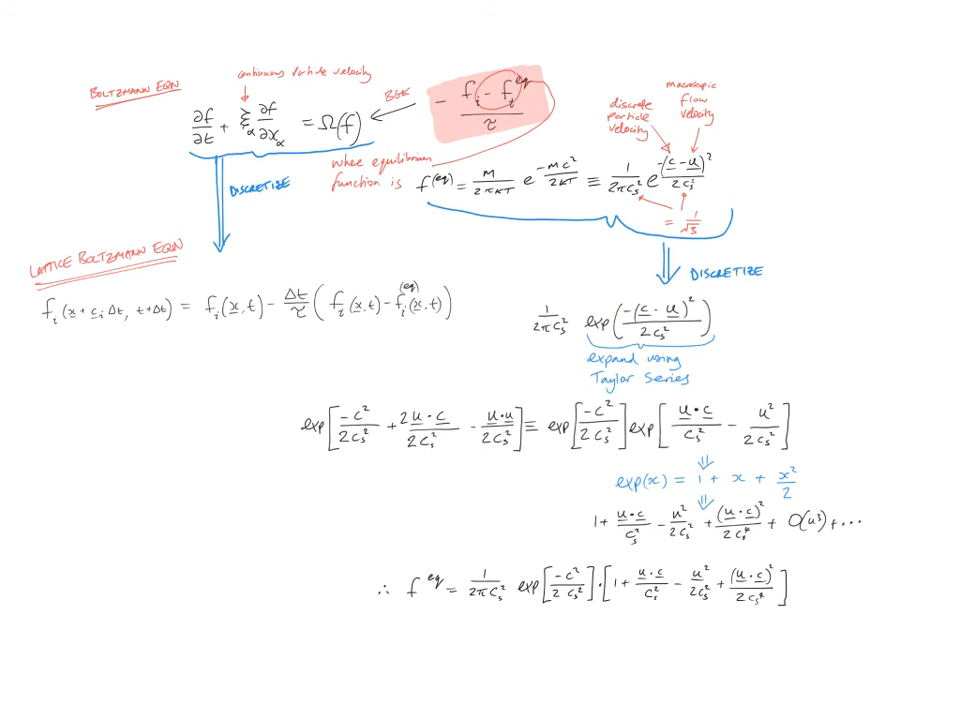 continuous particle velocity
BOLTZMANN EQN
∂f/∂t + ξ_α ∂f/∂x_α = Ω(f)
BGK
− (f_i − f_i^eq)/τ
macroscopic flow velocity
discrete particle velocity
where equilibrium
function is
f^(eq) = m/(2πkT) e^(−mc²/2kT) ≡ 1/(2πc_s²) e^(−(c − u)²/2c_s²)
= 1/√3
DISCRETIZE
LATTICE BOLTZMANN EQN
f_i(x + c_i Δt, t+Δt) = f_i(x, t) − Δt/τ ( f_i(x, t) − f_i^(eq)(x, t) )
DISCRETIZE
1/(2πc_s²) exp( −(c − u)²/2c_s² )
expand using
Taylor Series
exp[ −c²/2c_s² + 2u·c/2c_s² − u·u/2c_s² ] ≡ exp[ −c²/2c_s² ] exp[ u·c/c_s² − u²/2c_s² ]
exp(x) = 1 + x + x²/2
1 + u·c/c_s² − u²/2c_s² + (u·c)²/2c_s⁴ + O(u³) + ...
∴ f^eq = 1/(2πc_s²) exp[ −c²/2c_s² ] · [ 1 + u·c/c_s² − u²/2c_s² + (u·c)²/2c_s⁴ ]